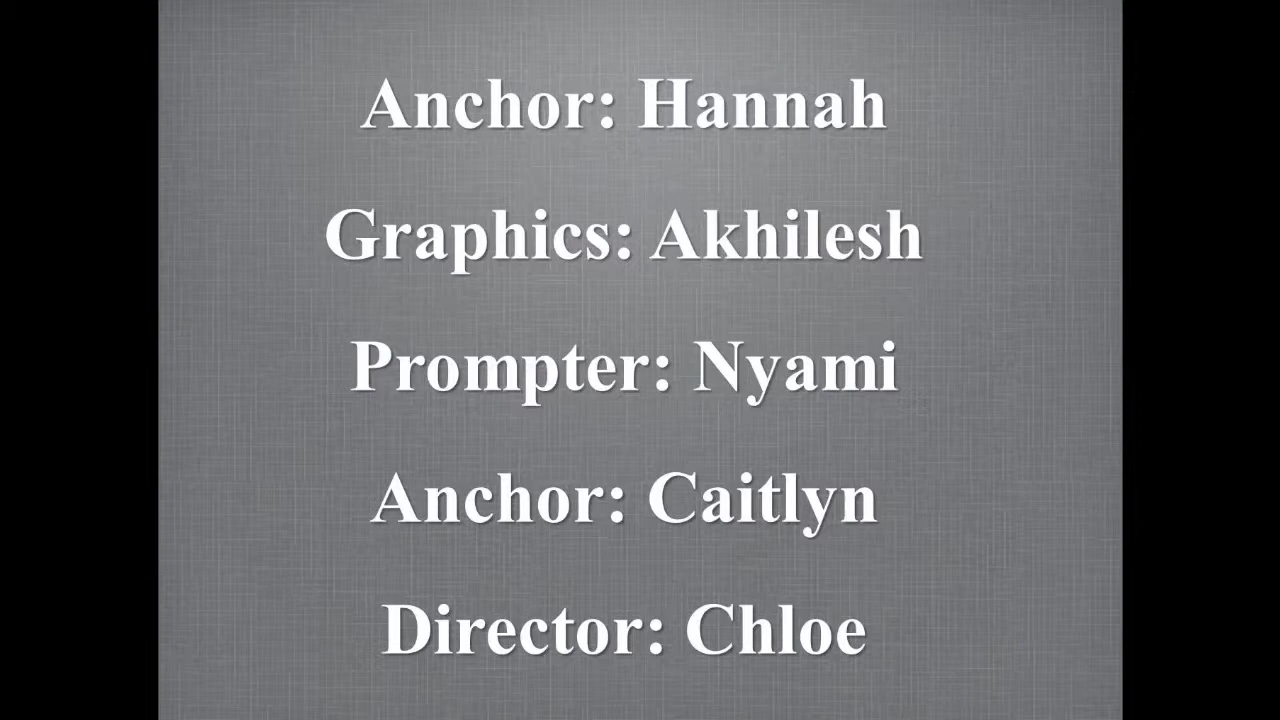 Anchor: Hannah
Graphics: Akhilesh
Prompter: Nyami
Anchor: Caitlyn
Director: Chloe